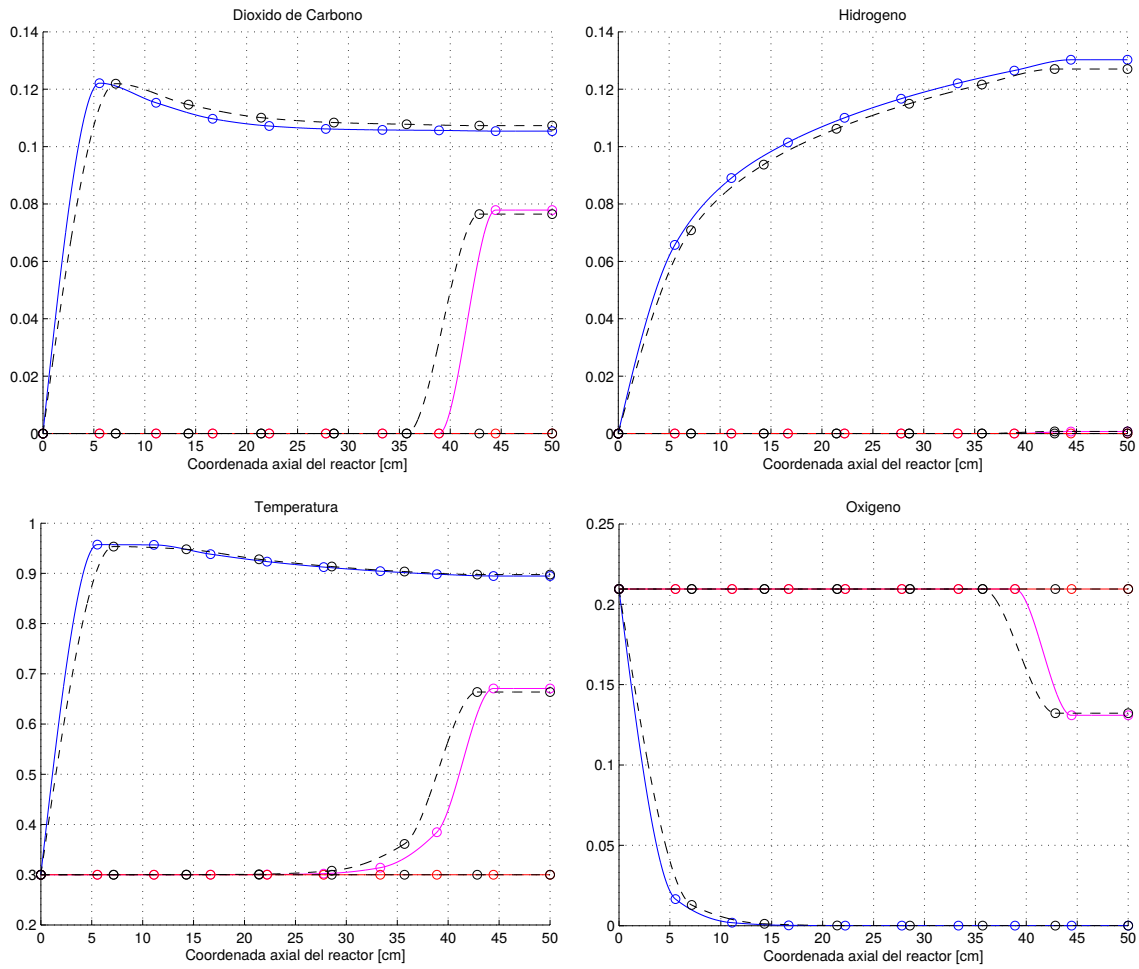 Dioxido de Carbono
0.14
0.12
0.1
0.08
0.06
0.04
0.02
0
0 5 10 15 20 25 30 35 40 45 50
Coordenada axial del reactor [cm]
Hidrogeno
0.14
0.12
0.1
0.08
0.06
0.04
0.02
0
0 5 10 15 20 25 30 35 40 45 50
Coordenada axial del reactor [cm]
Temperatura
1
0.9
0.8
0.7
0.6
0.5
0.4
0.3
0.2
0 5 10 15 20 25 30 35 40 45 50
Coordenada axial del reactor [cm]
Oxigeno
0.25
0.2
0.15
0.1
0.05
0
0 5 10 15 20 25 30 35 40 45 50
Coordenada axial del reactor [cm]